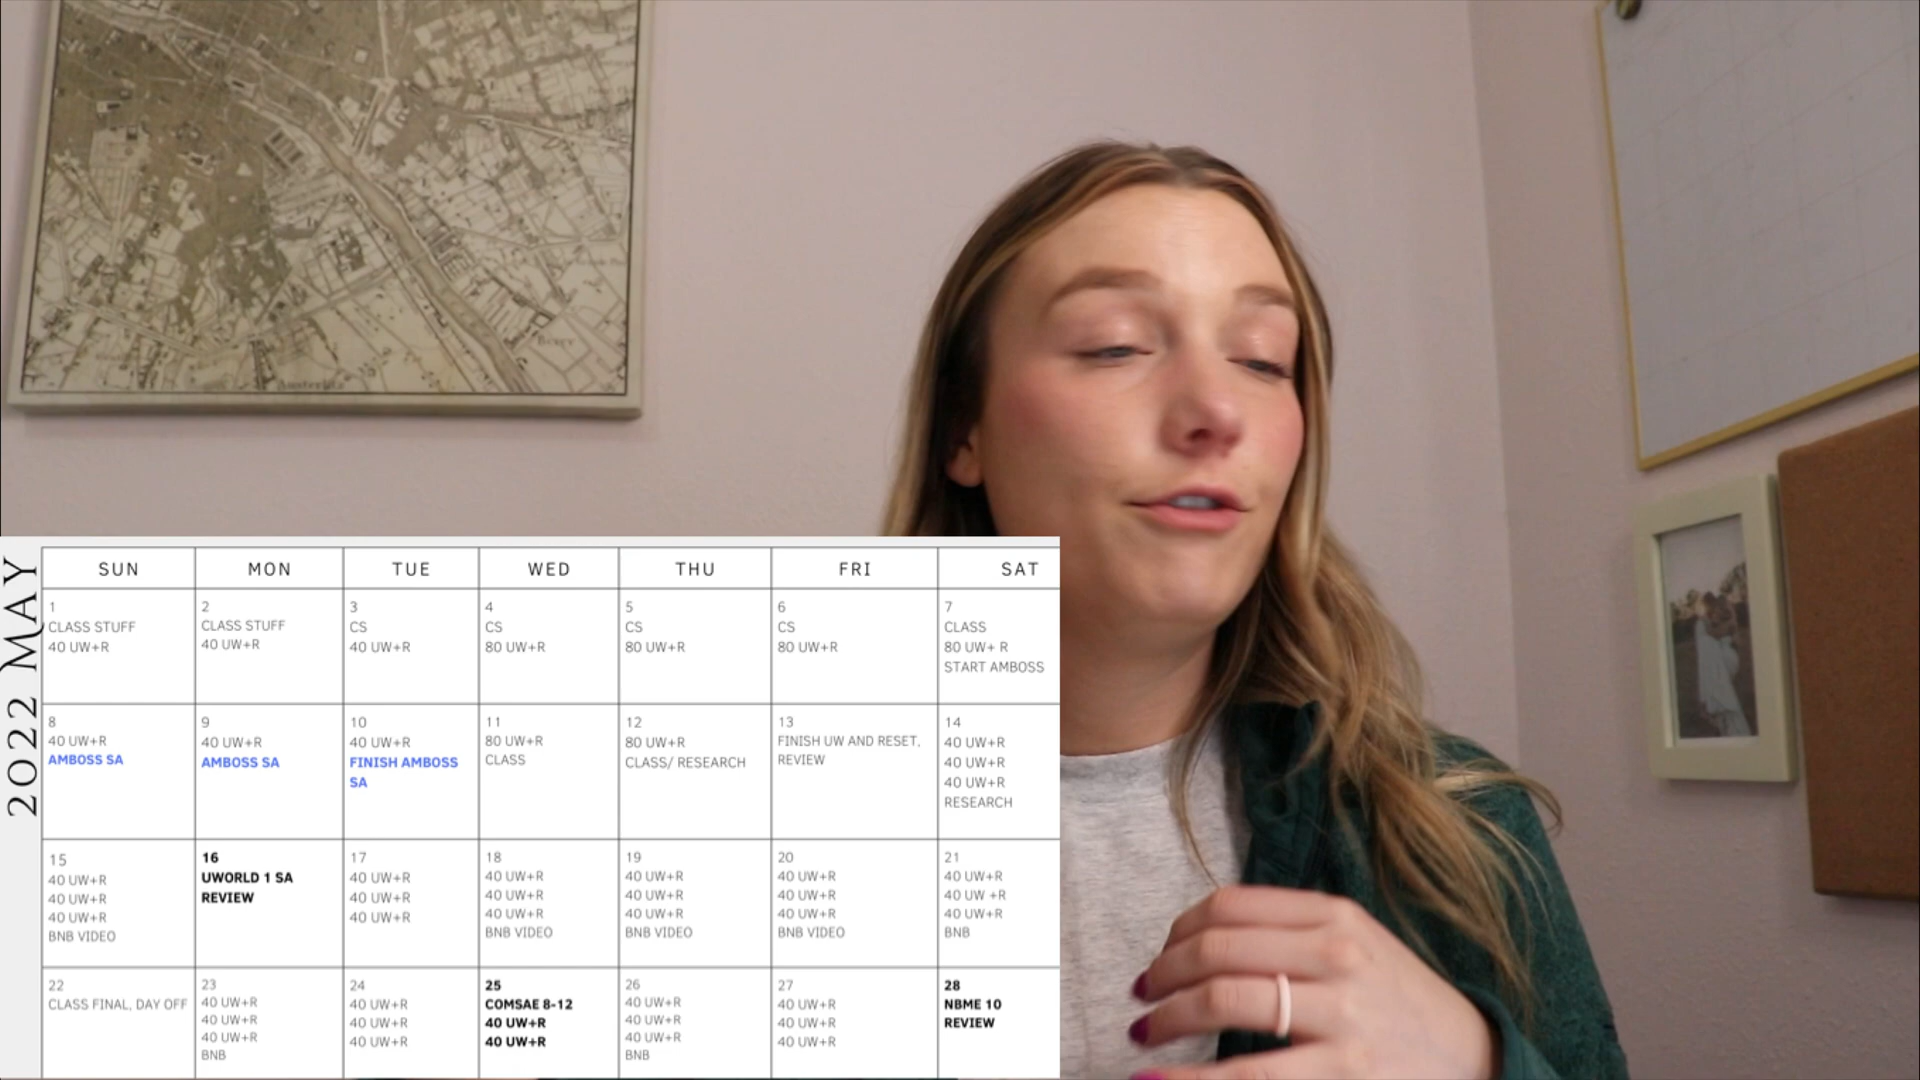 2022 MAY
SUN MON TUE WED THU FRI SAT
1
CLASS STUFF
40 UW+R
2
CLASS STUFF
40 UW+R
3
CS
40 UW+R
4
CS
80 UW+R
5
CS
80 UW+R
6
CS
80 UW+R
7
CLASS
80 UW+ R
START AMBOSS
8
40 UW+R
AMBOSS SA
9
40 UW+R
AMBOSS SA
10
40 UW+R
FINISH AMBOSS
SA
11
80 UW+R
CLASS
12
80 UW+R
CLASS/ RESEARCH
13
FINISH UW AND RESET,
REVIEW
14
40 UW+R
40 UW+R
40 UW+R
RESEARCH
15
40 UW+R
40 UW+R
40 UW+R
BNB VIDEO
16
UWORLD 1 SA
REVIEW
17
40 UW+R
40 UW+R
40 UW+R
18
40 UW+R
40 UW+R
40 UW+R
BNB VIDEO
19
40 UW+R
40 UW+R
40 UW+R
BNB VIDEO
20
40 UW+R
40 UW+R
40 UW+R
BNB VIDEO
21
40 UW+R
40 UW +R
40 UW+R
BNB
22
CLASS FINAL, DAY OFF
23
40 UW+R
40 UW+R
40 UW+R
BNB
24
40 UW+R
40 UW+R
40 UW+R
25
COMSAE 8-12
40 UW+R
40 UW+R
26
40 UW+R
40 UW+R
40 UW+R
BNB
27
40 UW+R
40 UW+R
40 UW+R
28
NBME 10
REVIEW